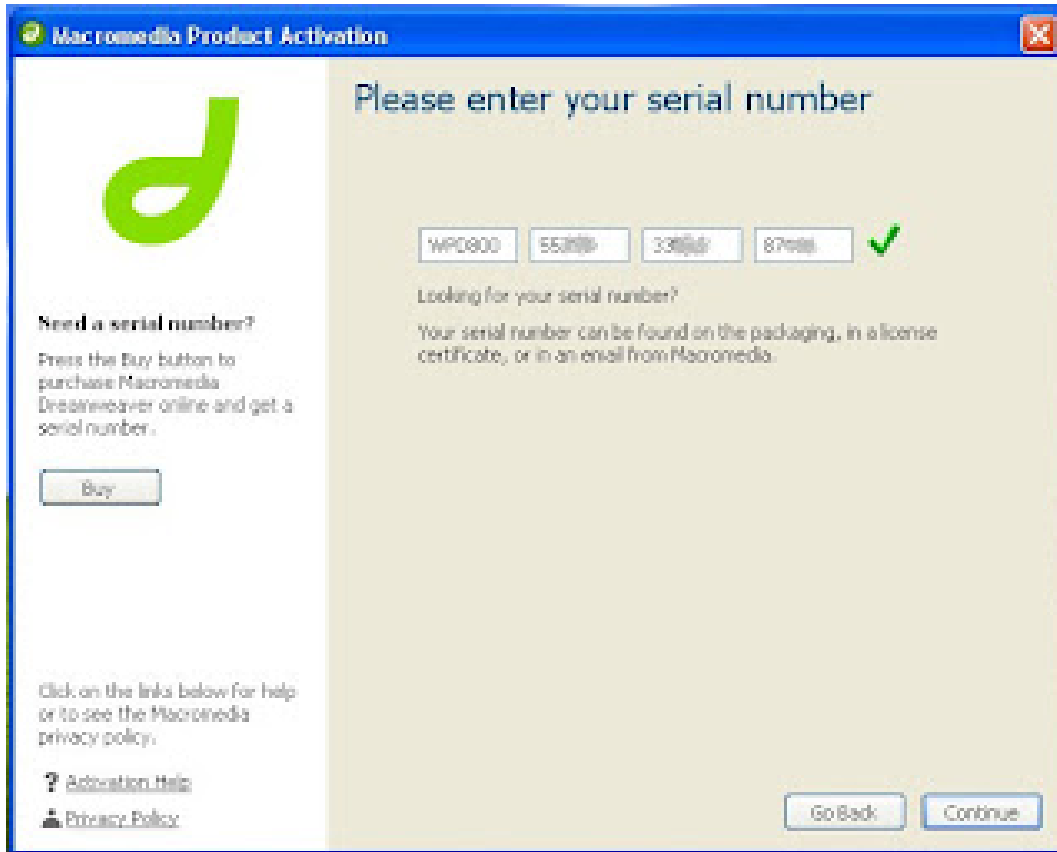 Macromedia Product Activation
Please enter your serial number
WPD800
Looking for your serial number?
Your serial number can be found on the packaging, in a license
certificate, or in an email from Macromedia.
Need a serial number?
Press the Buy button to
purchase Macromedia
Dreamweaver online and get a
serial number.
Buy
Click on the links below for help
or to see the Macromedia
privacy policy.
? Activation Help
Privacy Policy
Go Back
Continue